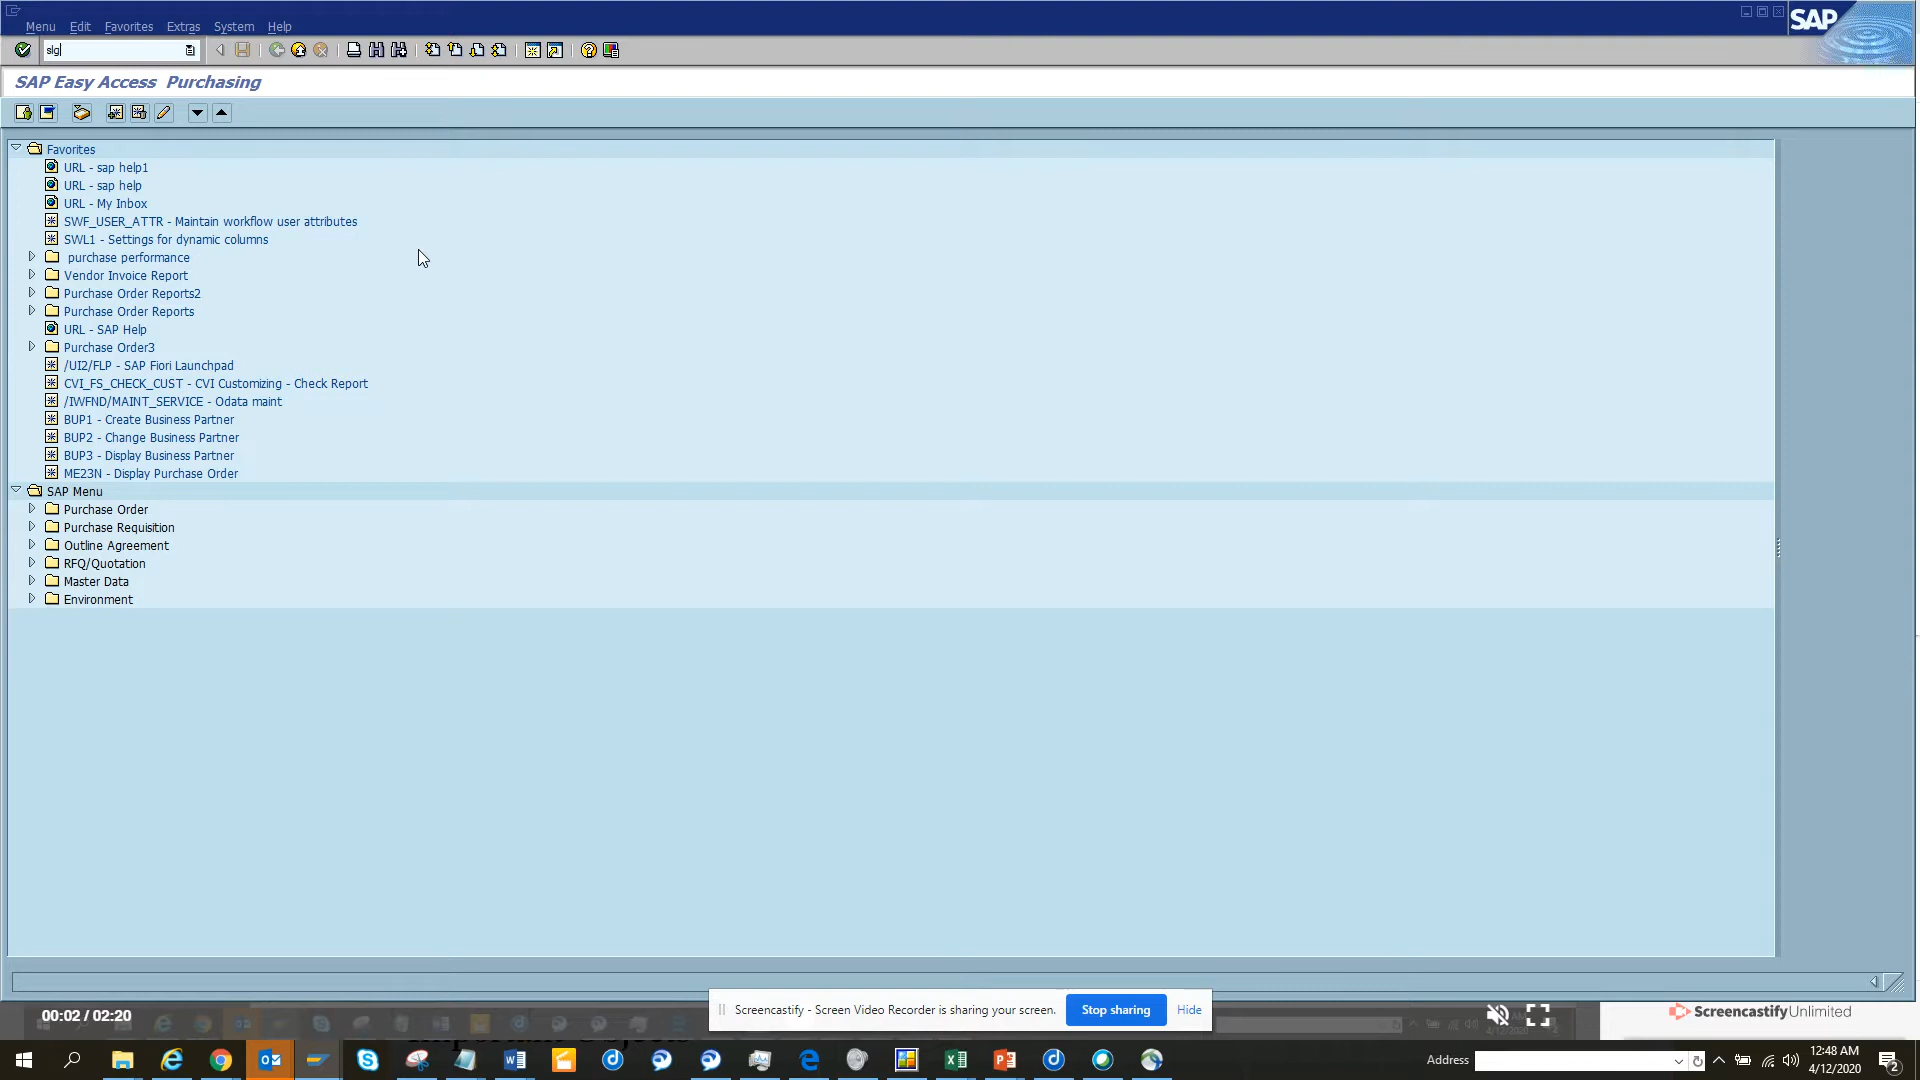 Menu Edit Favorites Extras System Help
SAP
slg
SAP Easy Access Purchasing
Favorites
URL - sap help1
URL - sap help
URL - My Inbox
SWF_USER_ATTR - Maintain workflow user attributes
SWL1 - Settings for dynamic columns
purchase performance
Vendor Invoice Report
Purchase Order Reports2
Purchase Order Reports
URL - SAP Help
Purchase Order3
/UI2/FLP - SAP Fiori Launchpad
CVI_FS_CHECK_CUST - CVI Customizing - Check Report
/IWFND/MAINT_SERVICE - Odata maint
BUP1 - Create Business Partner
BUP2 - Change Business Partner
BUP3 - Display Business Partner
ME23N - Display Purchase Order
SAP Menu
Purchase Order
Purchase Requisition
Outline Agreement
RFQ/Quotation
Master Data
Environment
00:02 / 02:20
Screencastify - Screen Video Recorder is sharing your screen. Stop sharing Hide
Screencastify Unlimited
Address
12:48 AM
4/12/2020
2